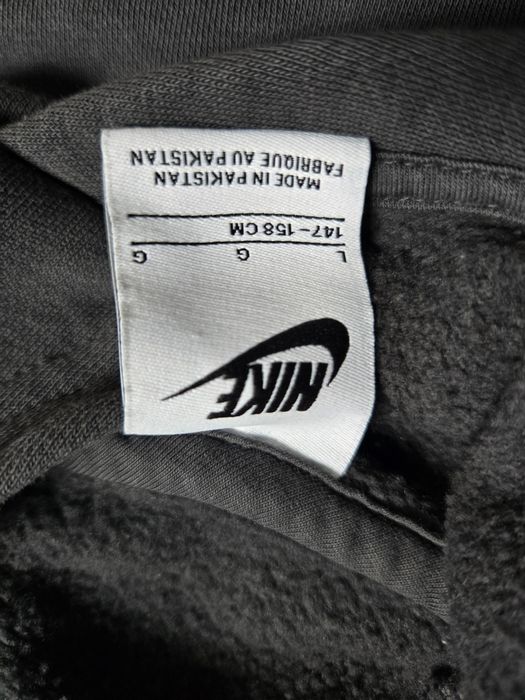 NIKE
L G G
147–158 CM
MADE IN PAKISTAN
FABRIQUE AU PAKISTAN